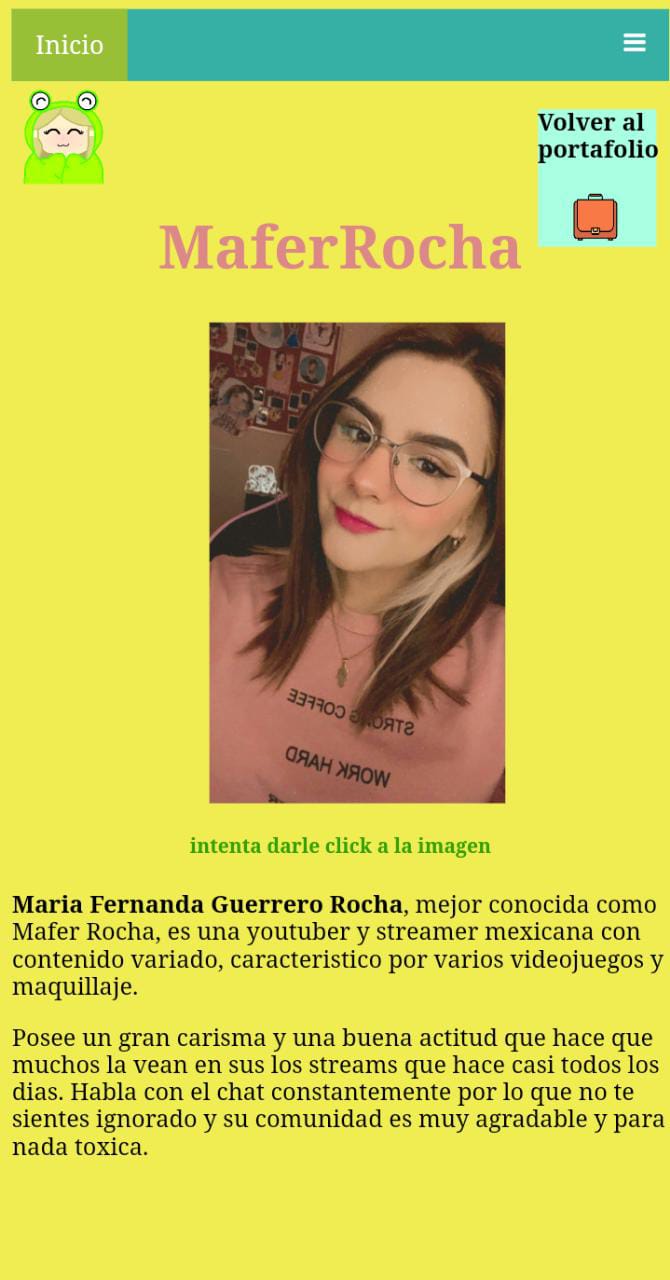 Inicio
Volver al
portafolio
MaferRocha
STRONG COFFEE
WORK HARD
intenta darle click a la imagen
Maria Fernanda Guerrero Rocha, mejor conocida como
Mafer Rocha, es una youtuber y streamer mexicana con
contenido variado, caracteristico por varios videojuegos y
maquillaje.
Posee un gran carisma y una buena actitud que hace que
muchos la vean en sus los streams que hace casi todos los
dias. Habla con el chat constantemente por lo que no te
sientes ignorado y su comunidad es muy agradable y para
nada toxica.